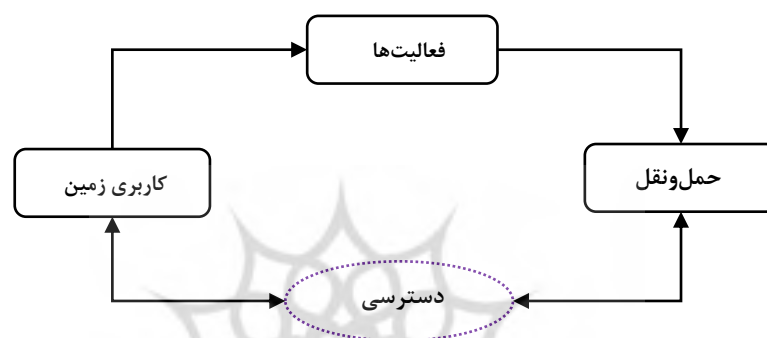 فعالیت‌ها
حمل‌ونقل
کاربری زمین
دسترسی